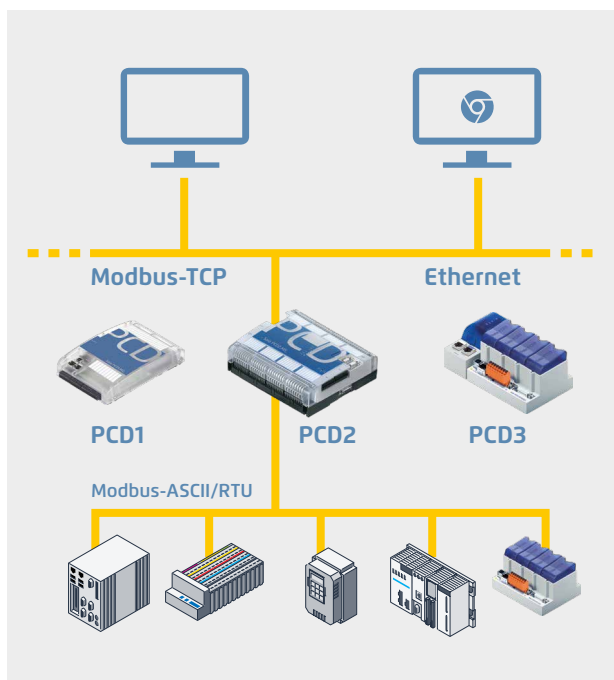 Modbus-TCP
Ethernet
PCD1
PCD2
PCD3
Modbus-ASCII/RTU